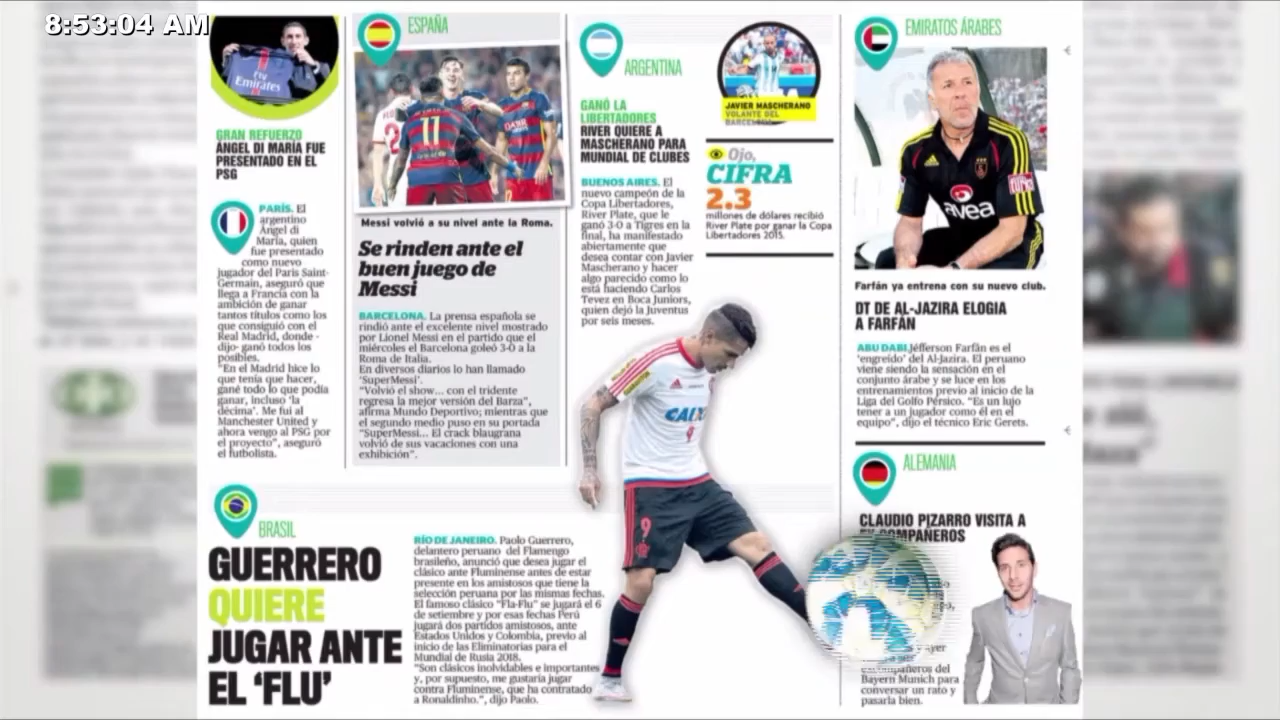 8:53:04 AM
Fly
Emirates
GRAN REFUERZO
ÁNGEL DI MARÍA FUE
PRESENTADO EN EL
PSG
PARÍS. El
argentino
Ángel di
María, quien
fue presentado
como nuevo
jugador del Paris Saint-
Germain, aseguró que
llega a Francia con la
ambición de ganar
tantos títulos como los
que consiguió con el
Real Madrid, donde -
dijo- ganó todos los
posibles.
"En el Madrid hice lo
que tenía que hacer,
gané todo lo que podía
ganar, incluso 'la
décima'. Me fui al
Manchester United y
ahora vengo al PSG por
el proyecto", aseguró
el futbolista.
ESPAÑA
11
2
QATAR
Messi volvió a su nivel ante la Roma.
Se rinden ante el
buen juego de
Messi
BARCELONA. La prensa española se
rindió ante el excelente nivel mostrado
por Lionel Messi en el partido que el
miércoles el Barcelona goleó 3-0 a la
Roma de Italia.
En diversos diarios lo han llamado
'SuperMessi'.
"Volvió el show... con el tridente
regresa la mejor versión del Barza",
afirma Mundo Deportivo; mientras que
el segundo medio puso en su portada
"SuperMessi... El crack blaugrana
volvió de sus vacaciones con una
exhibición".
ARGENTINA
GANÓ LA
LIBERTADORES
RIVER QUIERE A
MASCHERANO PARA
MUNDIAL DE CLUBES
BUENOS AIRES. El
nuevo campeón de la
Copa Libertadores,
River Plate, que le
ganó 3-0 a Tigres en la
final, ha manifestado
abiertamente que
desea contar con Javier
Mascherano y hacer
algo parecido como lo
está haciendo Carlos
Tevez en Boca Juniors,
quien dejó la Juventus
por seis meses.
JAVIER MASCHERANO
VOLANTE DEL
BARCELONA
Ojo,
CIFRA
2.3
millones de dólares recibió
River Plate por ganar la Copa
Libertadores 2015.
EMIRATOS ÁRABES
avea
Farfán ya entrena con su nuevo club.
DT DE AL-JAZIRA ELOGIA
A FARFÁN
ABU DABI. Jéfferson Farfán es el
'engreído' del Al-Jazira. El peruano
viene siendo la sensación en el
conjunto árabe y se luce en los
entrenamientos previo al inicio de la
Liga del Golfo Pérsico. "Es un lujo
tener a un jugador como él en el
equipo", dijo el técnico Eric Gerets.
ALEMANIA
CLAUDIO PIZARRO VISITA A
EX COMPAÑEROS
compañeros del
Bayern Munich para
conversar un rato y
pasarla bien.
BRASIL
GUERRERO
QUIERE
JUGAR ANTE
EL 'FLU'
RÍO DE JANEIRO. Paolo Guerrero,
delantero peruano del Flamengo
brasileño, anunció que desea jugar el
clásico ante Fluminense antes de estar
presente en los amistosos que tiene la
selección peruana por las mismas fechas.
El famoso clásico "Fla-Flu" se jugará el 6
de setiembre y por esas fechas Perú
jugará dos partidos amistosos, ante
Estados Unidos y Colombia, previo al
inicio de las Eliminatorias para el
Mundial de Rusia 2018.
"Son clásicos inolvidables e importantes
y, por supuesto, me gustaría jugar
contra Fluminense, que ha contratado
a Ronaldinho.", dijo Paolo.
CAIXA
9
9